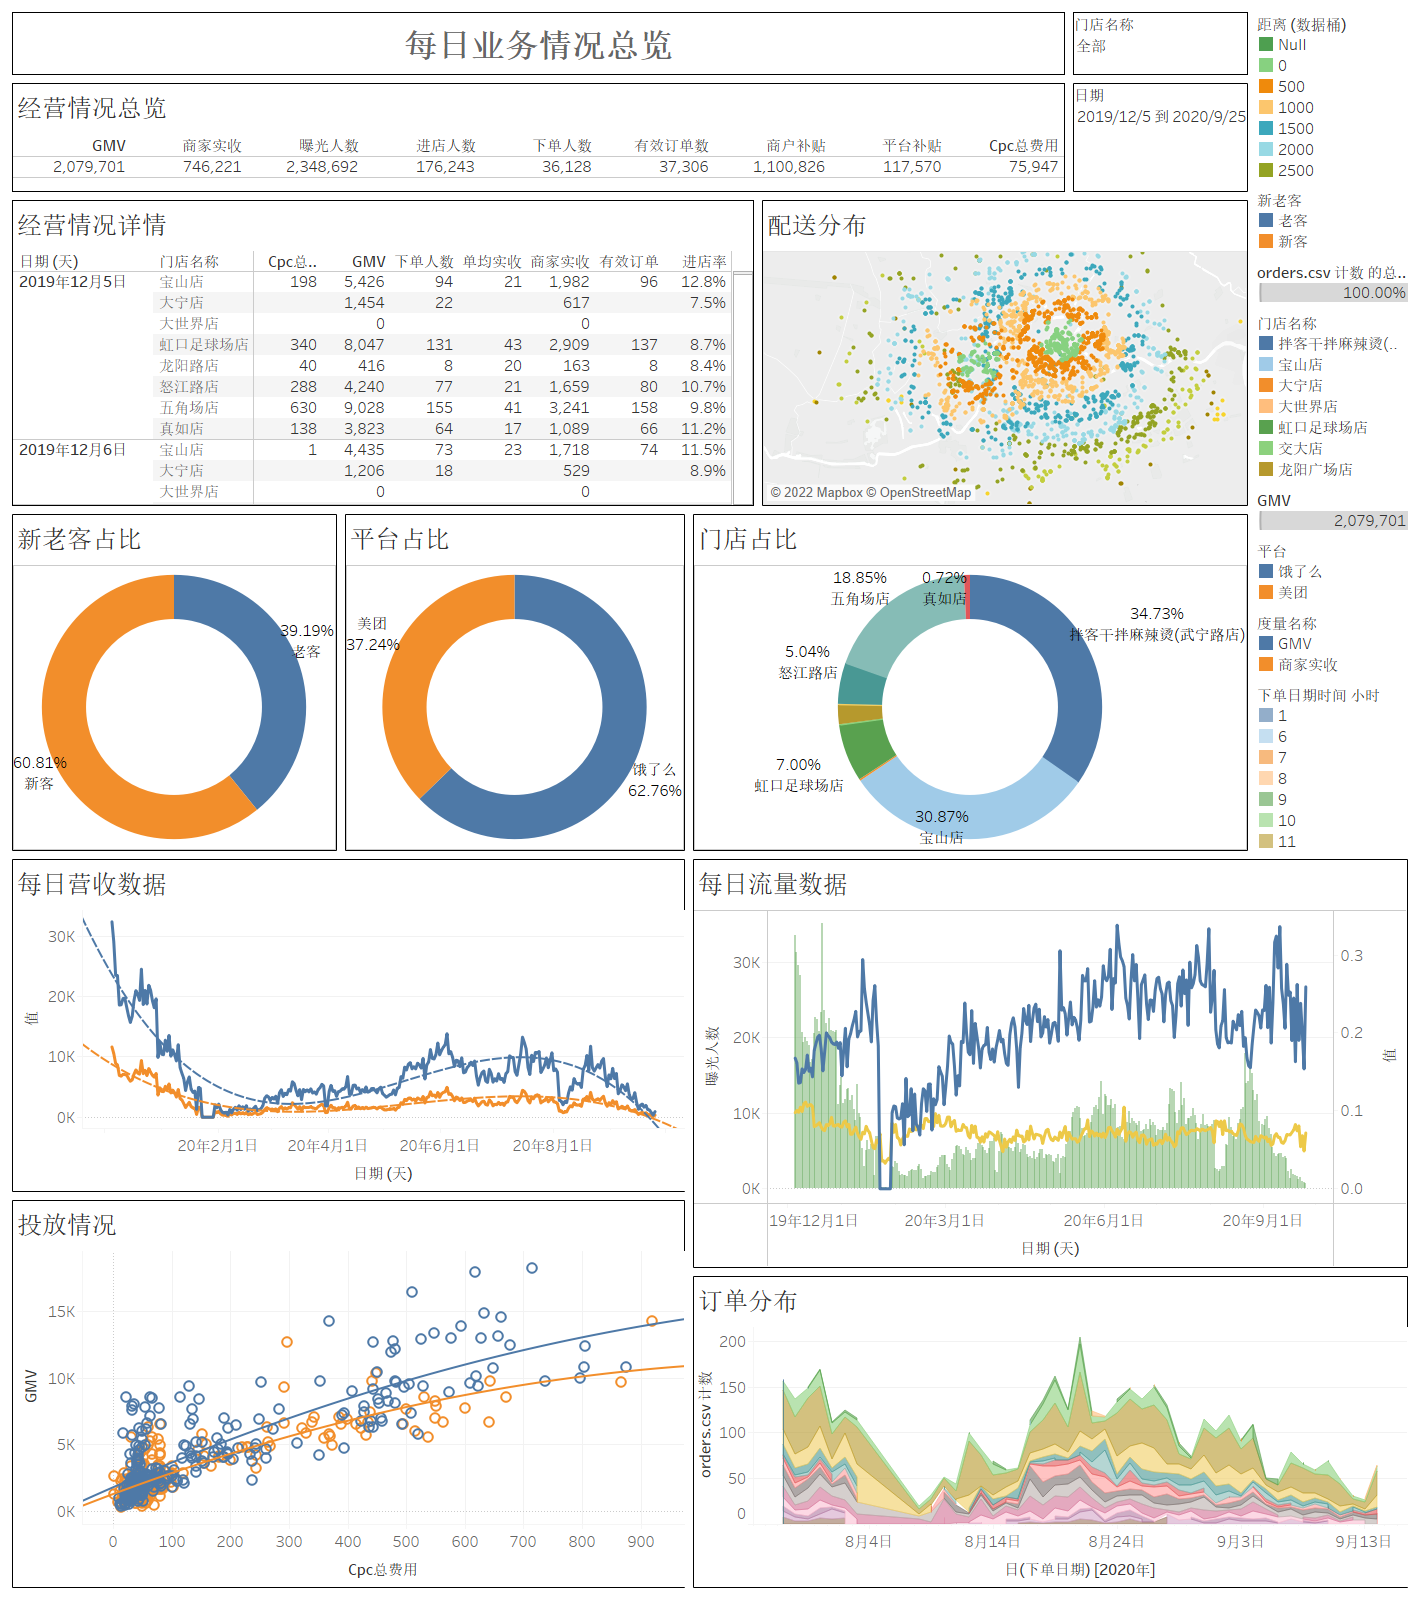 每日业务情况总览
门店名称
全部
经营情况总览
GMV 商家实收 曝光人数 进店人数 下单人数 有效订单数 商户补贴 平台补贴 Cpc总费用
2,079,701 746,221 2,348,692 176,243 36,128 37,306 1,100,826 117,570 75,947
日期
2019/12/5 到 2020/9/25
距离 (数据桶)
Null
0
500
1000
1500
2000
2500
新老客
老客
新客
orders.csv 计数 的总..
100.00%
门店名称
拌客干拌麻辣烫(..
宝山店
大宁店
大世界店
虹口足球场店
交大店
龙阳广场店
GMV
2,079,701
平台
饿了么
美团
度量名称
GMV
商家实收
下单日期时间 小时
1
6
7
8
9
10
11
经营情况详情
日期 (天) 门店名称 Cpc总.. GMV 下单人数 单均实收 商家实收 有效订单 进店率
2019年12月5日 宝山店 198 5,426 94 21 1,982 96 12.8%
大宁店 1,454 22 617 7.5%
大世界店 0 0
虹口足球场店 340 8,047 131 43 2,909 137 8.7%
龙阳路店 40 416 8 20 163 8 8.4%
怒江路店 288 4,240 77 21 1,659 80 10.7%
五角场店 630 9,028 155 41 3,241 158 9.8%
真如店 138 3,823 64 17 1,089 66 11.2%
2019年12月6日 宝山店 1 4,435 73 23 1,718 74 11.5%
大宁店 1,206 18 529 8.9%
大世界店 0 0
配送分布
© 2022 Mapbox © OpenStreetMap
新老客占比
39.19%
老客
60.81%
新客
平台占比
美团
37.24%
饿了么
62.76%
门店占比
18.85%
五角场店
0.72%
真如店
34.73%
拌客干拌麻辣烫(武宁路店)
5.04%
怒江路店
7.00%
虹口足球场店
30.87%
宝山店
每日营收数据
30K
20K
10K
0K
值
20年2月1日 20年4月1日 20年6月1日 20年8月1日
日期 (天)
每日流量数据
30K
20K
10K
0K
曝光人数
0.3
0.2
0.1
0.0
值
19年12月1日 20年3月1日 20年6月1日 20年9月1日
日期 (天)
投放情况
15K
10K
5K
0K
GMV
0 100 200 300 400 500 600 700 800 900
Cpc总费用
订单分布
200
150
100
50
0
orders.csv 计数
8月4日 8月14日 8月24日 9月3日 9月13日
日(下单日期) [2020年]